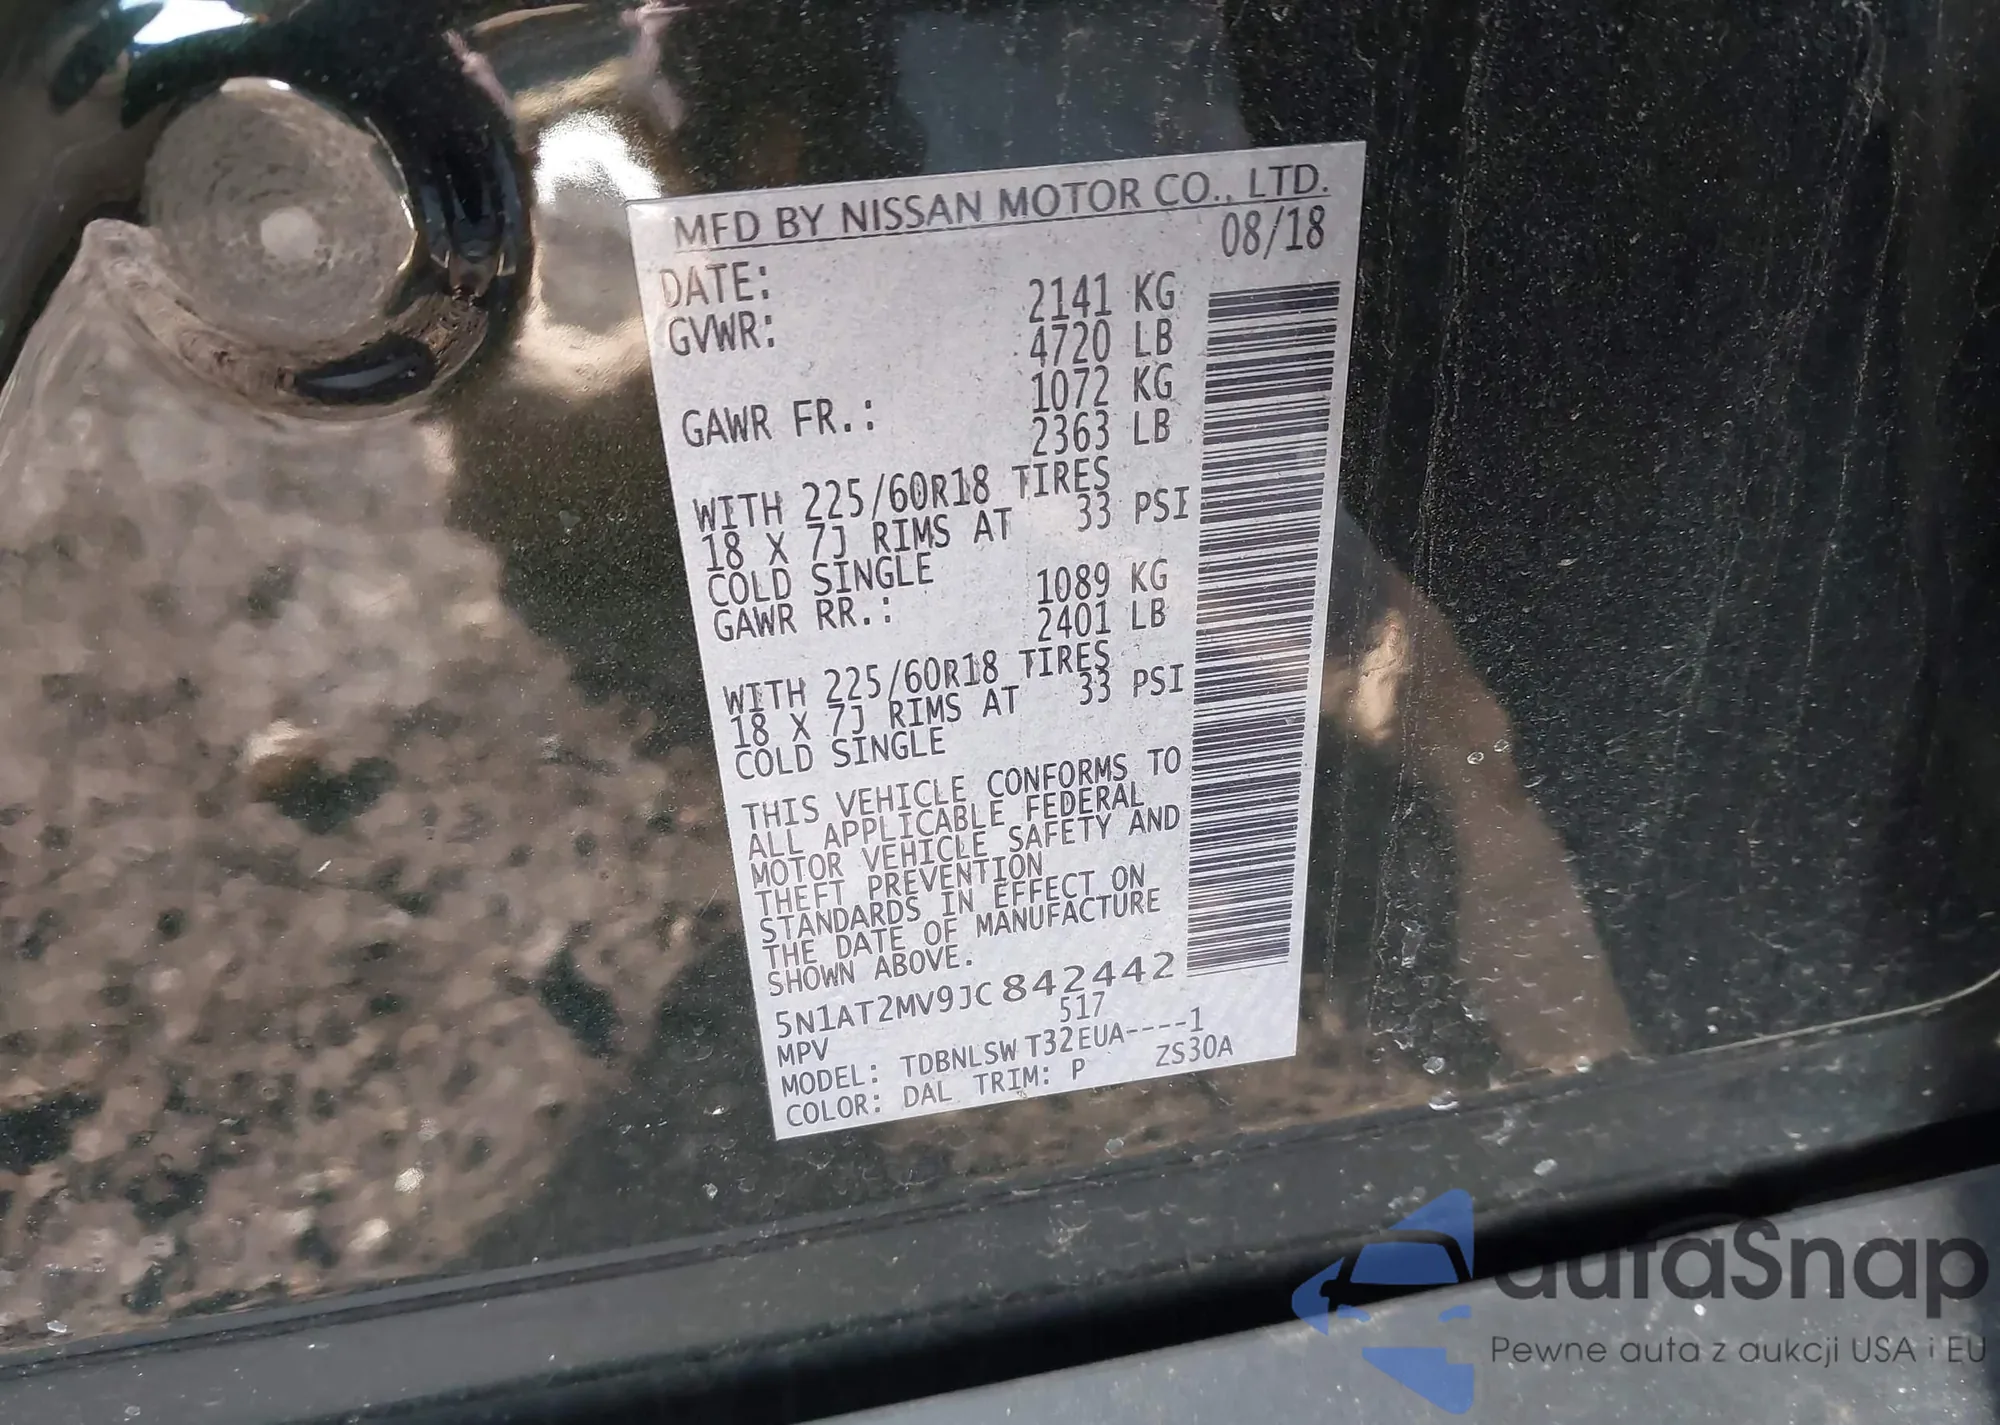 MFD BY NISSAN MOTOR CO., LTD.
08/18
DATE:
2141 KG
GVWR:
4720 LB
1072 KG
GAWR FR.:
2363 LB
WITH 225/60R18 TIRES
18 X 7J RIMS AT 33 PSI
COLD SINGLE
1089 KG
GAWR RR.:
2401 LB
WITH 225/60R18 TIRES
18 X 7J RIMS AT 33 PSI
COLD SINGLE
THIS VEHICLE CONFORMS TO
ALL APPLICABLE FEDERAL
MOTOR VEHICLE SAFETY AND
THEFT PREVENTION
STANDARDS IN EFFECT ON
THE DATE OF MANUFACTURE
SHOWN ABOVE.
5N1AT2MV9JC842442
MPV 517
MODEL: TDBNLSW T32EUA----1
COLOR: DAL TRIM: P ZS30A
autaSnap
Pewne auta z aukcji USA i EU